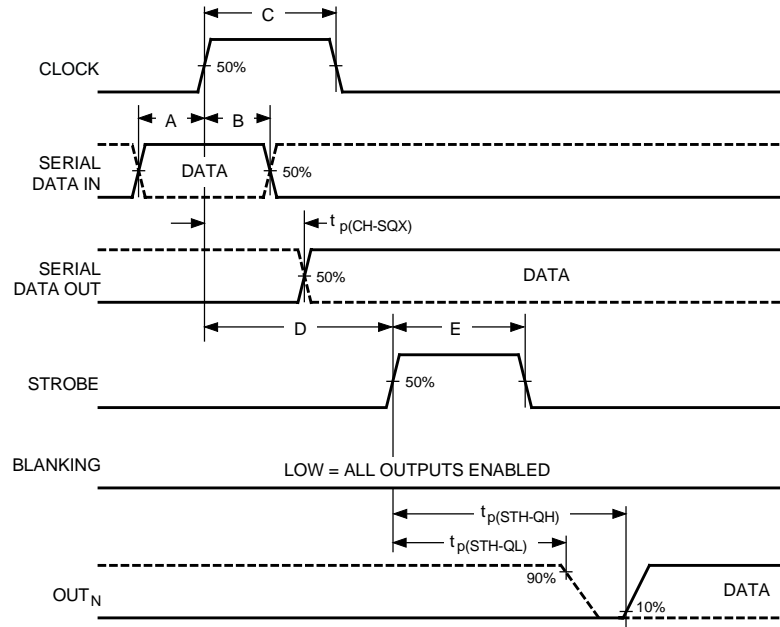 C
CLOCK
50%
A
B
SERIAL
DATA IN
DATA
50%
t p(CH-SQX)
SERIAL
DATA OUT
50%
DATA
D
E
STROBE
50%
BLANKING
LOW = ALL OUTPUTS ENABLED
t p(STH-QH)
t p(STH-QL)
90%
DATA
OUT N
10%